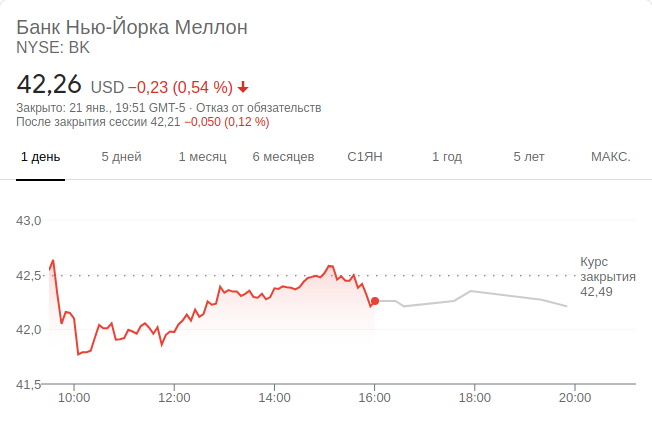 Банк Нью-Йорка Меллон
NYSE: BK
42,26 USD −0,23 (0,54 %)
Закрыто: 21 янв., 19:51 GMT-5 · Отказ от обязательств
После закрытия сессии 42,21 −0,050 (0,12 %)
1 день 5 дней 1 месяц 6 месяцев С1ЯН 1 год 5 лет МАКС.
43,0
42,5
42,0
41,5
Курс
закрытия
42,49
10:00 12:00 14:00 16:00 18:00 20:00